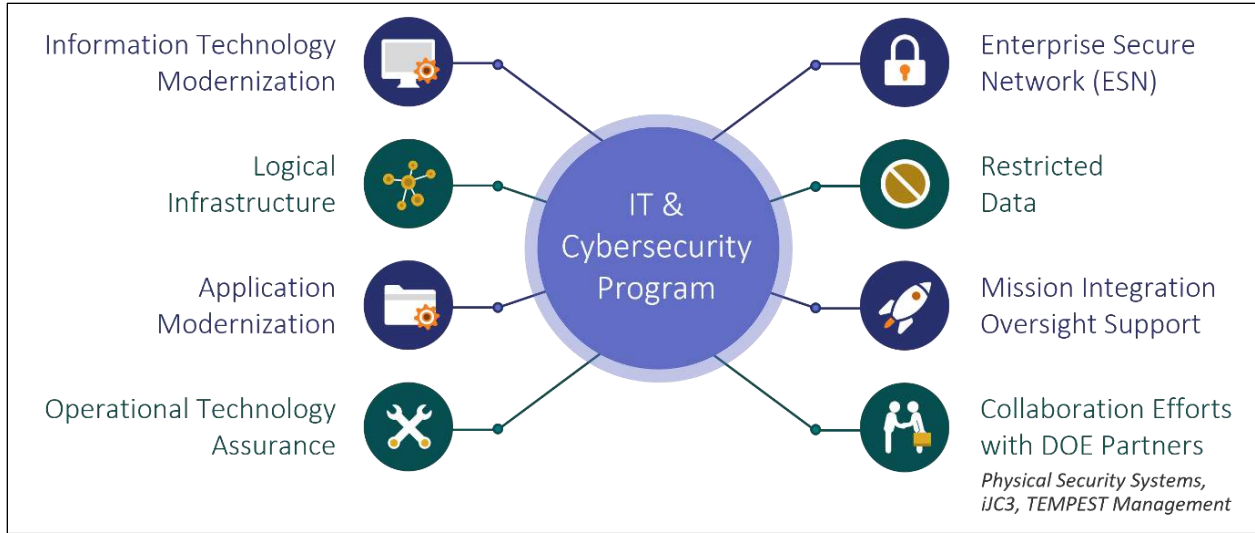 Information Technology
Modernization
Logical
Infrastructure
Application
Modernization
Operational Technology
Assurance
IT &
Cybersecurity
Program
Enterprise Secure
Network (ESN)
Restricted
Data
Mission Integration
Oversight Support
Collaboration Efforts
with DOE Partners
Physical Security Systems,
iJC3, TEMPEST Management